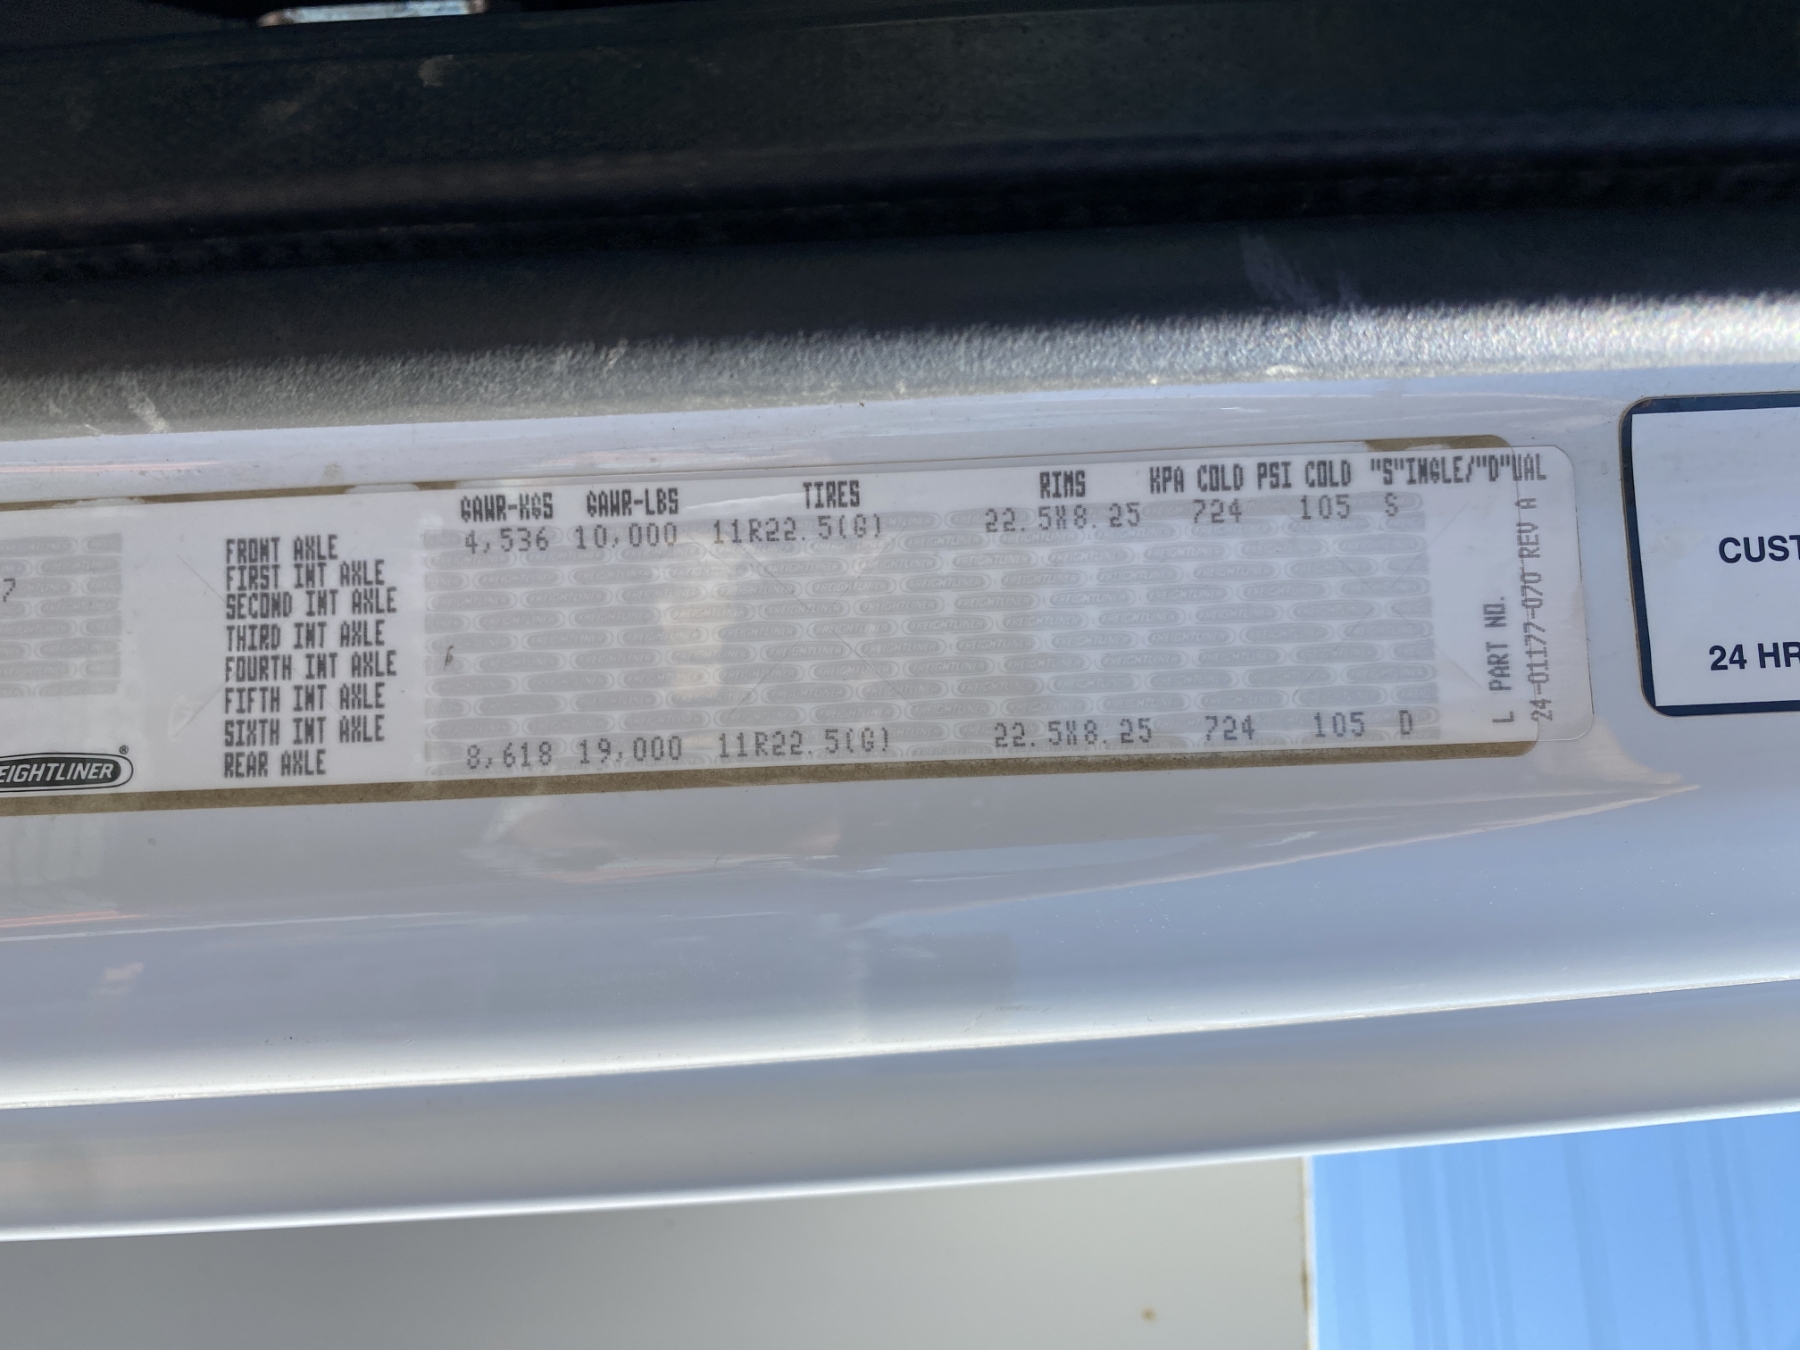 GAWR-KGS GAWR-LBS TIRES RIMS KPA COLD PSI COLD "S"INGLE/"D"UAL
FRONT AXLE 4,536 10,000 11R22.5(G) 22.5X8.25 724 105 S
FIRST INT AXLE
SECOND INT AXLE
THIRD INT AXLE
FOURTH INT AXLE
FIFTH INT AXLE
SIXTH INT AXLE
REAR AXLE 8,618 19,000 11R22.5(G) 22.5X8.25 724 105 D
7
EIGHTLINER®
L PART NO.
24-01177-070 REV A
CUST
24 HR